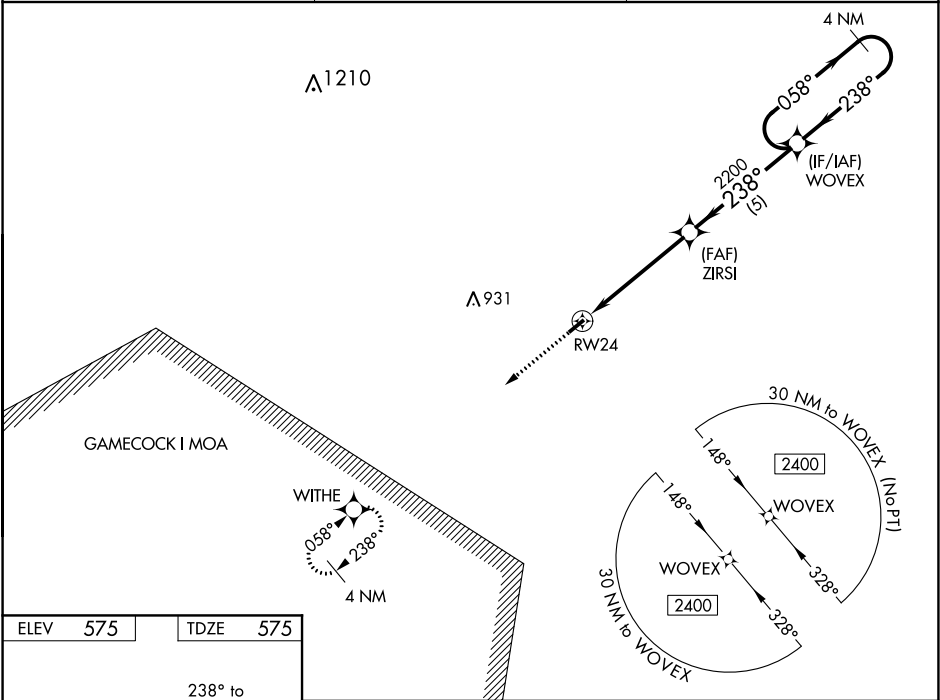 4 NM
1210
058°
238°
(IF/IAF)
WOVEX
2200
238°
(5)
(FAF)
ZIRSI
931
RW24
GAMECOCK I MOA
WITHE
058°
238°
4 NM
30 NM to WOVEX (NoPT)
148°
2400
WOVEX
328°
148°
WOVEX
2400
328°
30 NM to WOVEX
ELEV 575
TDZE 575
238° to